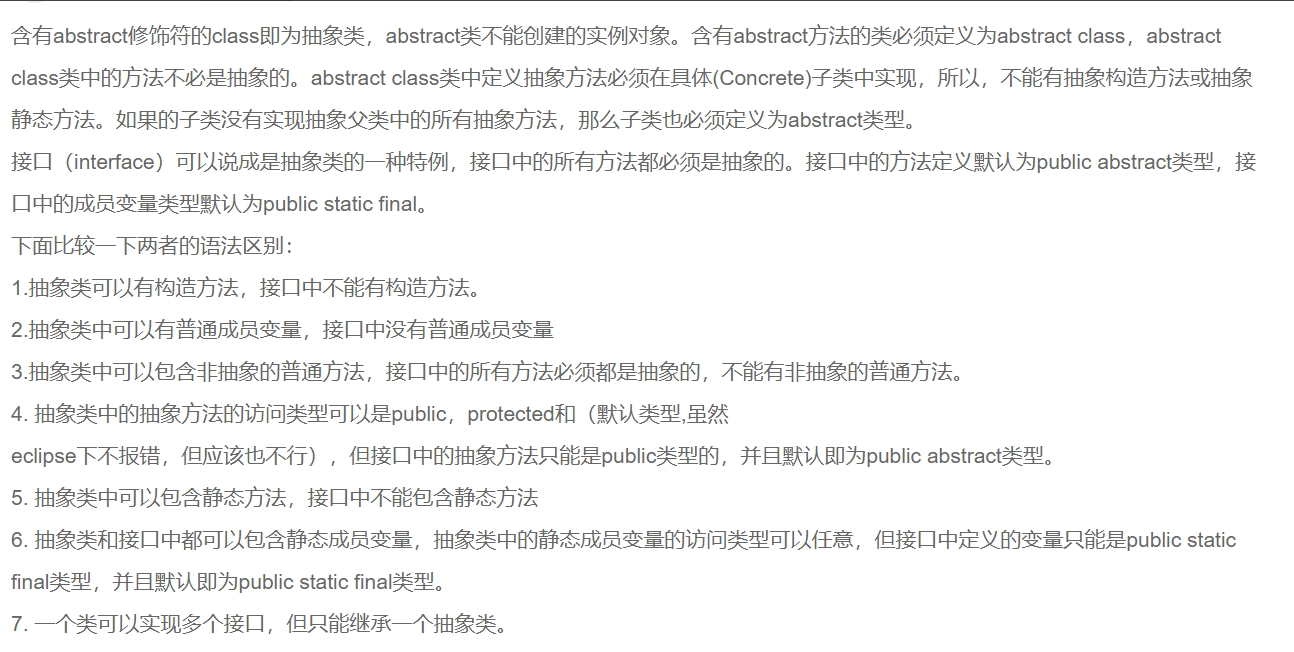 含有abstract修饰符的class即为抽象类，abstract类不能创建的实例对象。含有abstract方法的类必须定义为abstract class，abstract
class类中的方法不必是抽象的。abstract class类中定义抽象方法必须在具体(Concrete)子类中实现，所以，不能有抽象构造方法或抽象
静态方法。如果的子类没有实现抽象父类中的所有抽象方法，那么子类也必须定义为abstract类型。
接口（interface）可以说成是抽象类的一种特例，接口中的所有方法都必须是抽象的。接口中的方法定义默认为public abstract类型，接
口中的成员变量类型默认为public static final。
下面比较一下两者的语法区别：
1.抽象类可以有构造方法，接口中不能有构造方法。
2.抽象类中可以有普通成员变量，接口中没有普通成员变量
3.抽象类中可以包含非抽象的普通方法，接口中的所有方法必须都是抽象的，不能有非抽象的普通方法。
4. 抽象类中的抽象方法的访问类型可以是public，protected和（默认类型,虽然
eclipse下不报错，但应该也不行），但接口中的抽象方法只能是public类型的，并且默认即为public abstract类型。
5. 抽象类中可以包含静态方法，接口中不能包含静态方法
6. 抽象类和接口中都可以包含静态成员变量，抽象类中的静态成员变量的访问类型可以任意，但接口中定义的变量只能是public static
final类型，并且默认即为public static final类型。
7. 一个类可以实现多个接口，但只能继承一个抽象类。